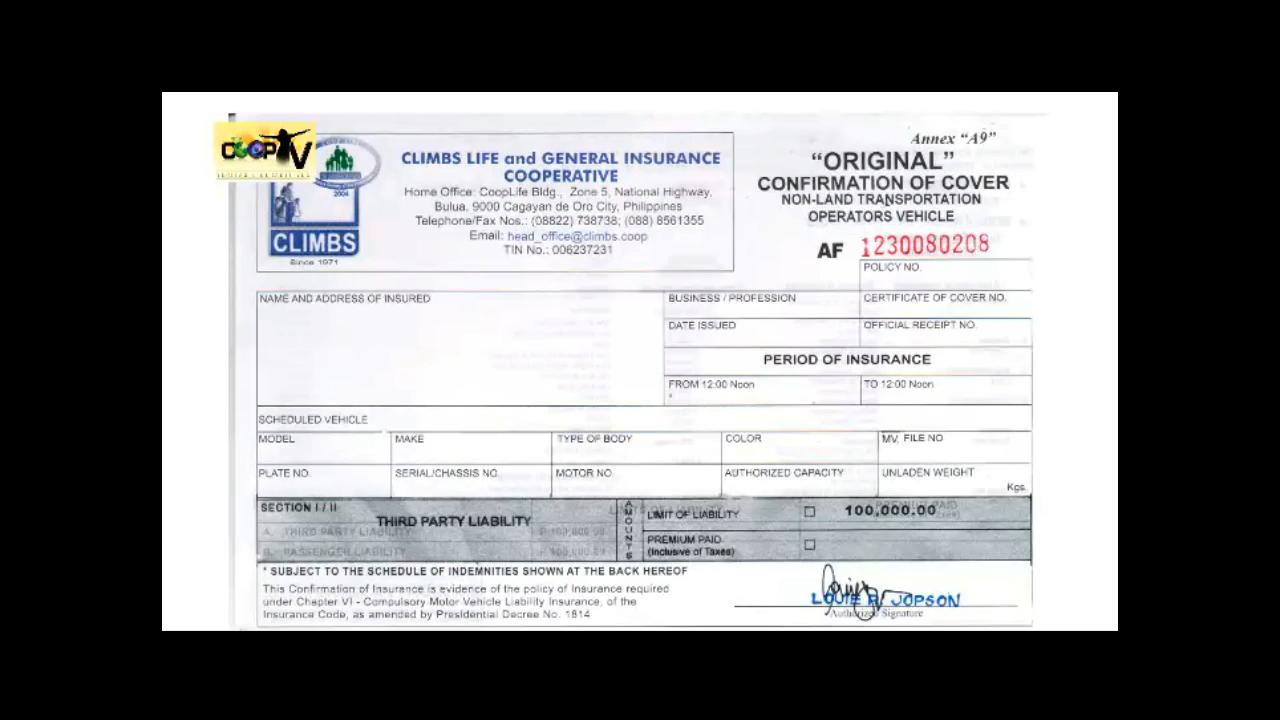 Annex "A9"
COOPTV
2004
CLIMBS
Since 1971
CLIMBS LIFE and GENERAL INSURANCE
COOPERATIVE
Home Office: CoopLife Bldg., Zone 5, National Highway,
Bulua, 9000 Cagayan de Oro City, Philippines
Telephone/Fax Nos.: (08822) 738738; (088) 8561355
Email: head_office@climbs.coop
TIN No.: 006237231
"ORIGINAL"
CONFIRMATION OF COVER
NON-LAND TRANSPORTATION
OPERATORS VEHICLE
AF 1230080208
POLICY NO.
NAME AND ADDRESS OF INSURED
BUSINESS / PROFESSION
CERTIFICATE OF COVER NO.
DATE ISSUED
OFFICIAL RECEIPT NO.
PERIOD OF INSURANCE
FROM 12:00 Noon
TO 12:00 Noon
SCHEDULED VEHICLE
MODEL
MAKE
TYPE OF BODY
COLOR
MV. FILE NO
PLATE NO.
SERIAL/CHASSIS NO.
MOTOR NO.
AUTHORIZED CAPACITY
UNLADEN WEIGHT
Kgs.
SECTION I / II
THIRD PARTY LIABILITY
A. THIRD PARTY LIABILITY
B. PASSENGER LIABILITY
AMOUNTS
LIMIT OF LIABILITY
100,000.00
PREMIUM PAID
PREMIUM PAID
(Inclusive of Taxes)
* SUBJECT TO THE SCHEDULE OF INDEMNITIES SHOWN AT THE BACK HEREOF
This Confirmation of Insurance is evidence of the policy of Insurance required
under Chapter VI - Compulsory Motor Vehicle Liability Insurance, of the
Insurance Code, as amended by Presidential Decree No. 1814
LOUIE R. JOPSON
Authorized Signature